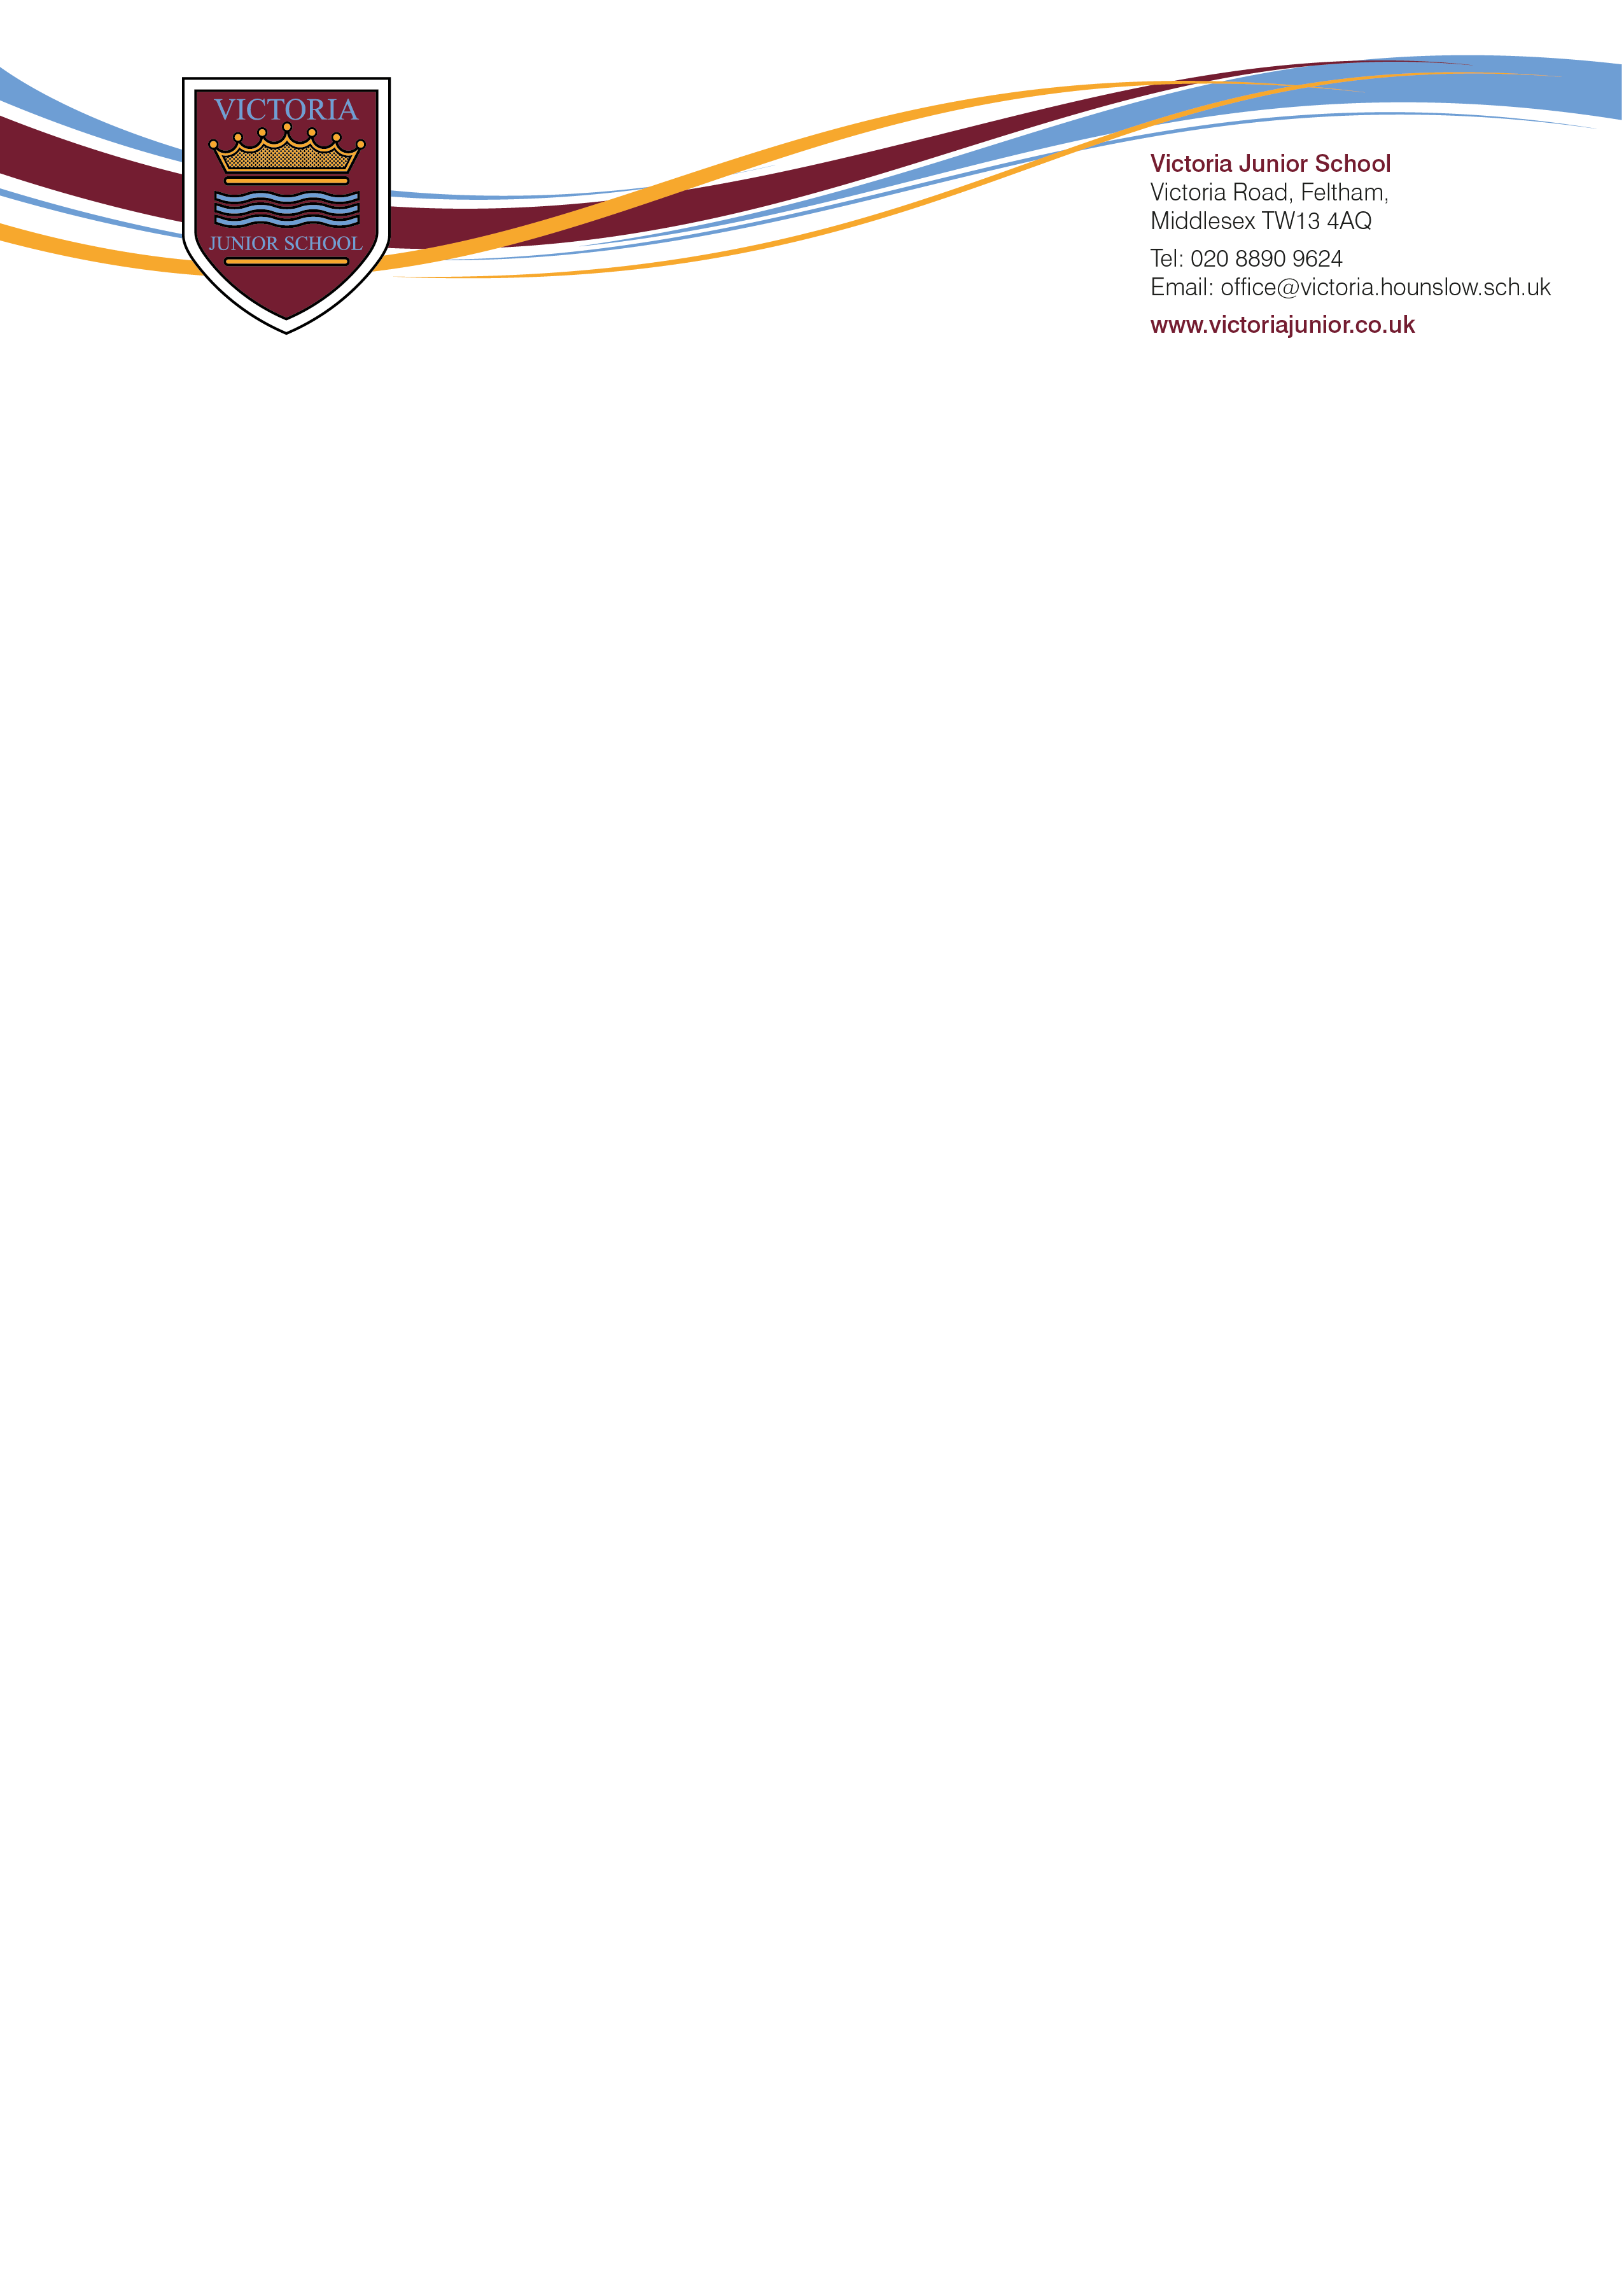 VICTORIA
JUNIOR SCHOOL
Victoria Junior School
Victoria Road, Feltham,
Middlesex TW13 4AQ
Tel: 020 8890 9624
Email: office@victoria.hounslow.sch.uk
www.victoriajunior.co.uk